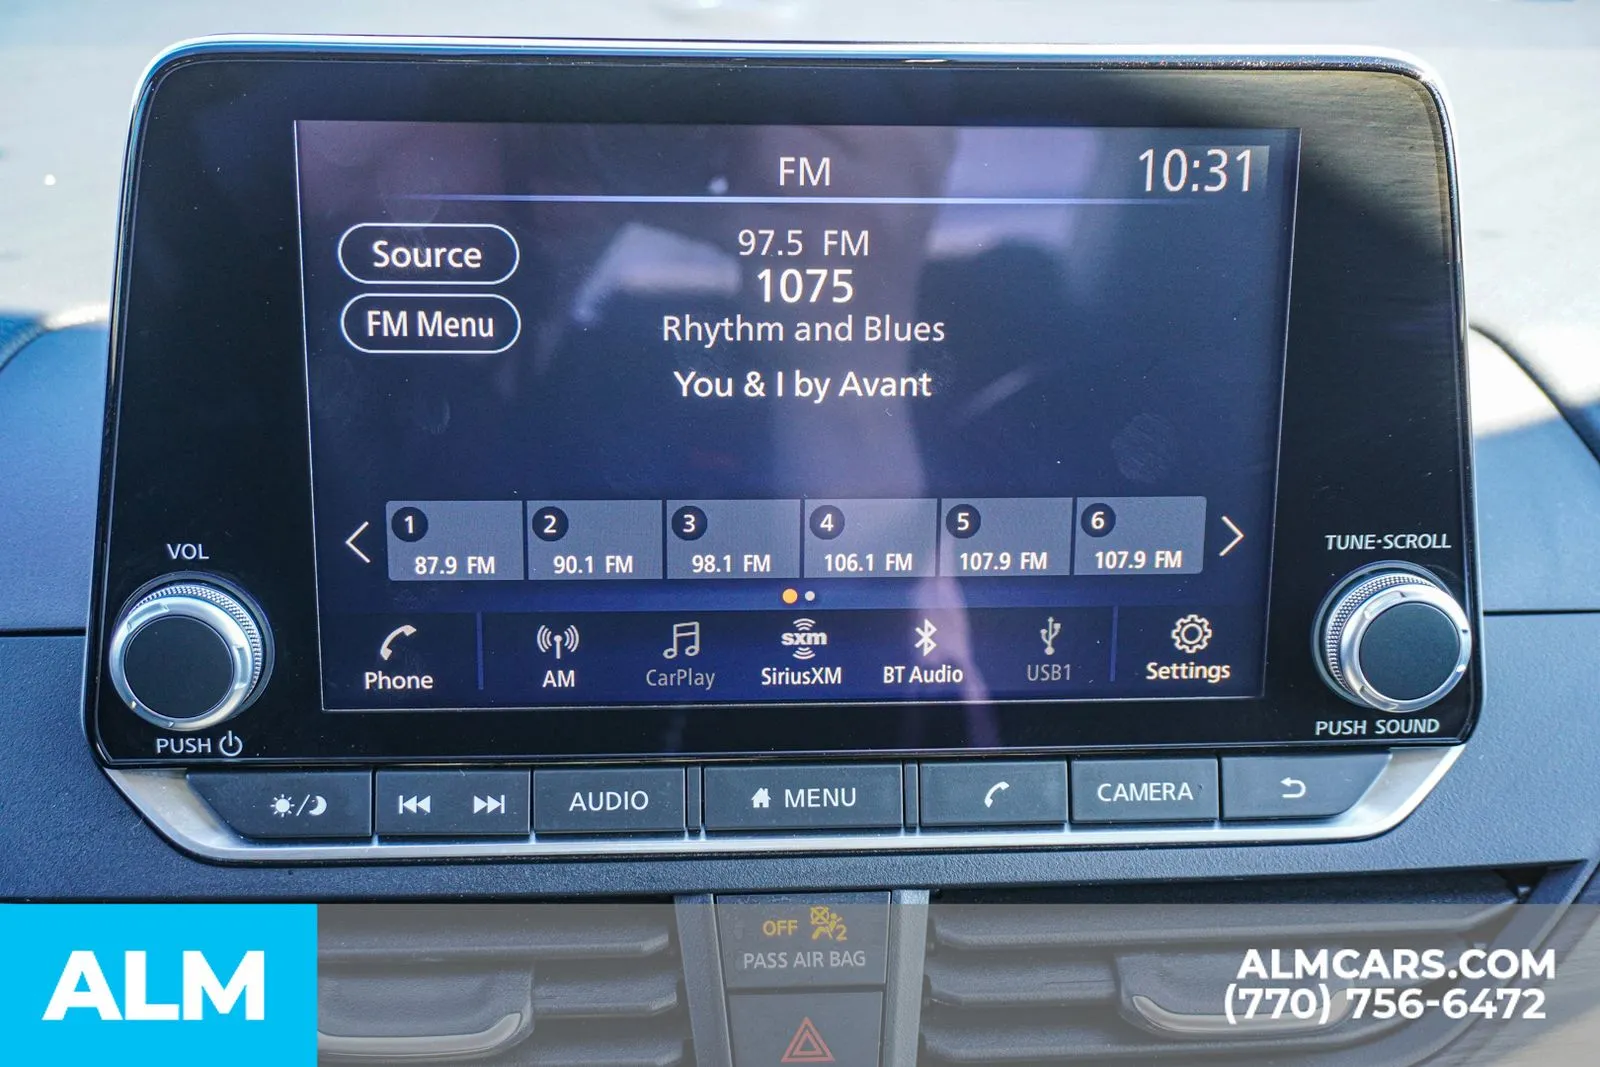 FM
10:31
Source
FM Menu
97.5 FM
1075
Rhythm and Blues
You & I by Avant
1
87.9 FM
2
90.1 FM
3
98.1 FM
4
106.1 FM
5
107.9 FM
6
107.9 FM
Phone
AM
CarPlay
sxm
SiriusXM
BT Audio
USB1
Settings
VOL
PUSH
TUNE·SCROLL
PUSH SOUND
AUDIO
MENU
CAMERA
OFF
2
PASS AIR BAG
ALM
ALMCARS.COM
(770) 756-6472